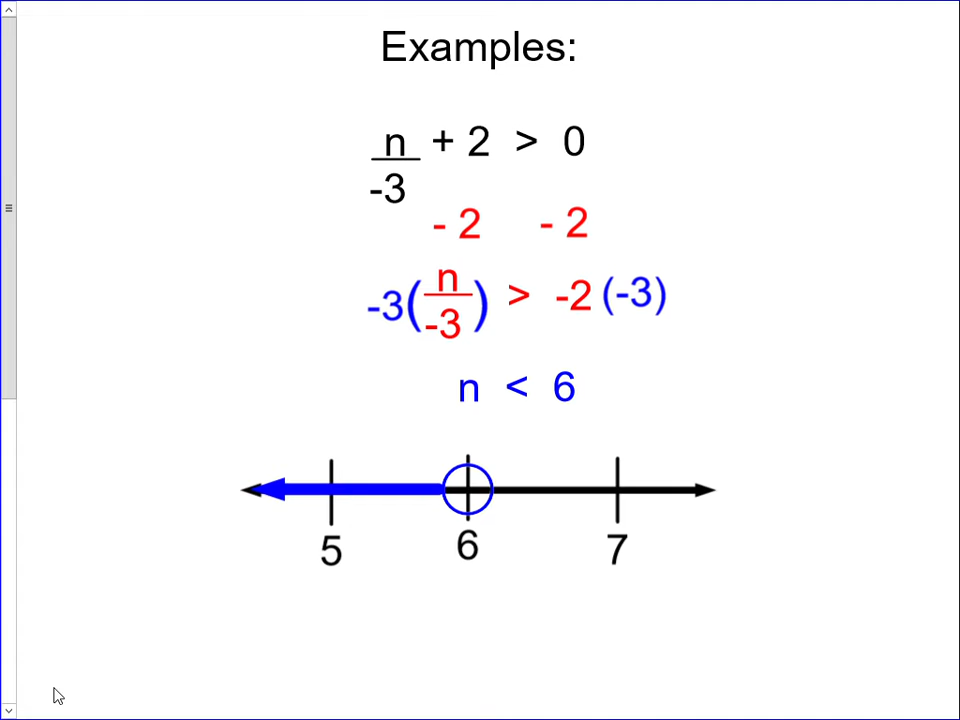 Examples:
n + 2 > 0
-3
- 2 - 2
n
-3( ) > -2 (-3)
-3
n < 6
5 6 7